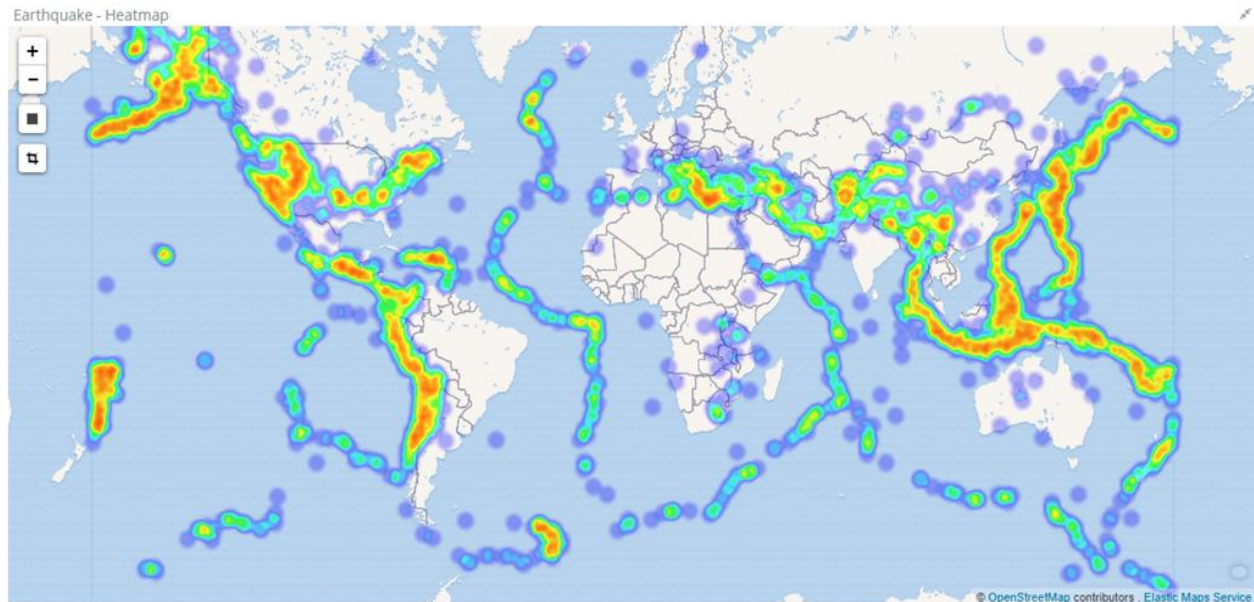 Earthquake - Heatmap
+
−
© OpenStreetMap contributors , Elastic Maps Service